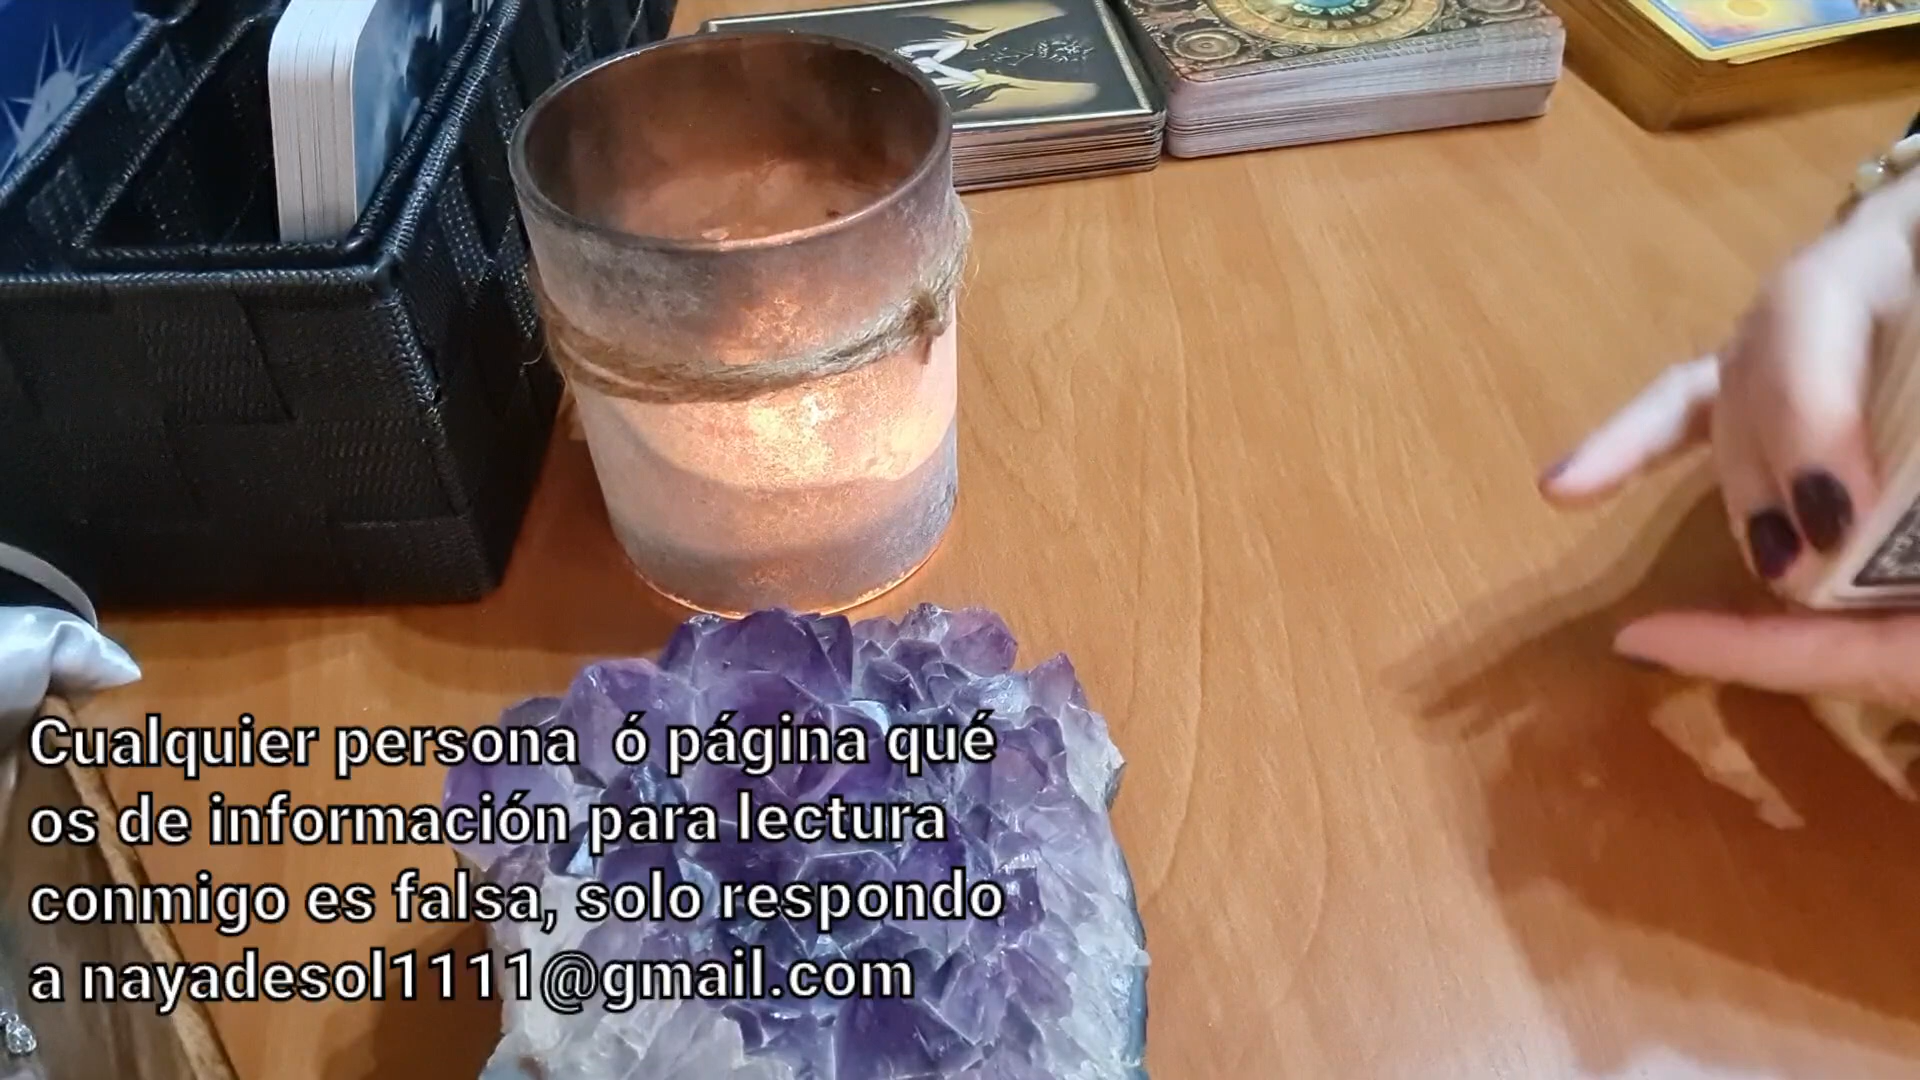 Cualquier persona ó página qué
os de información para lectura
conmigo es falsa, solo respondo
a nayadesol1111@gmail.com